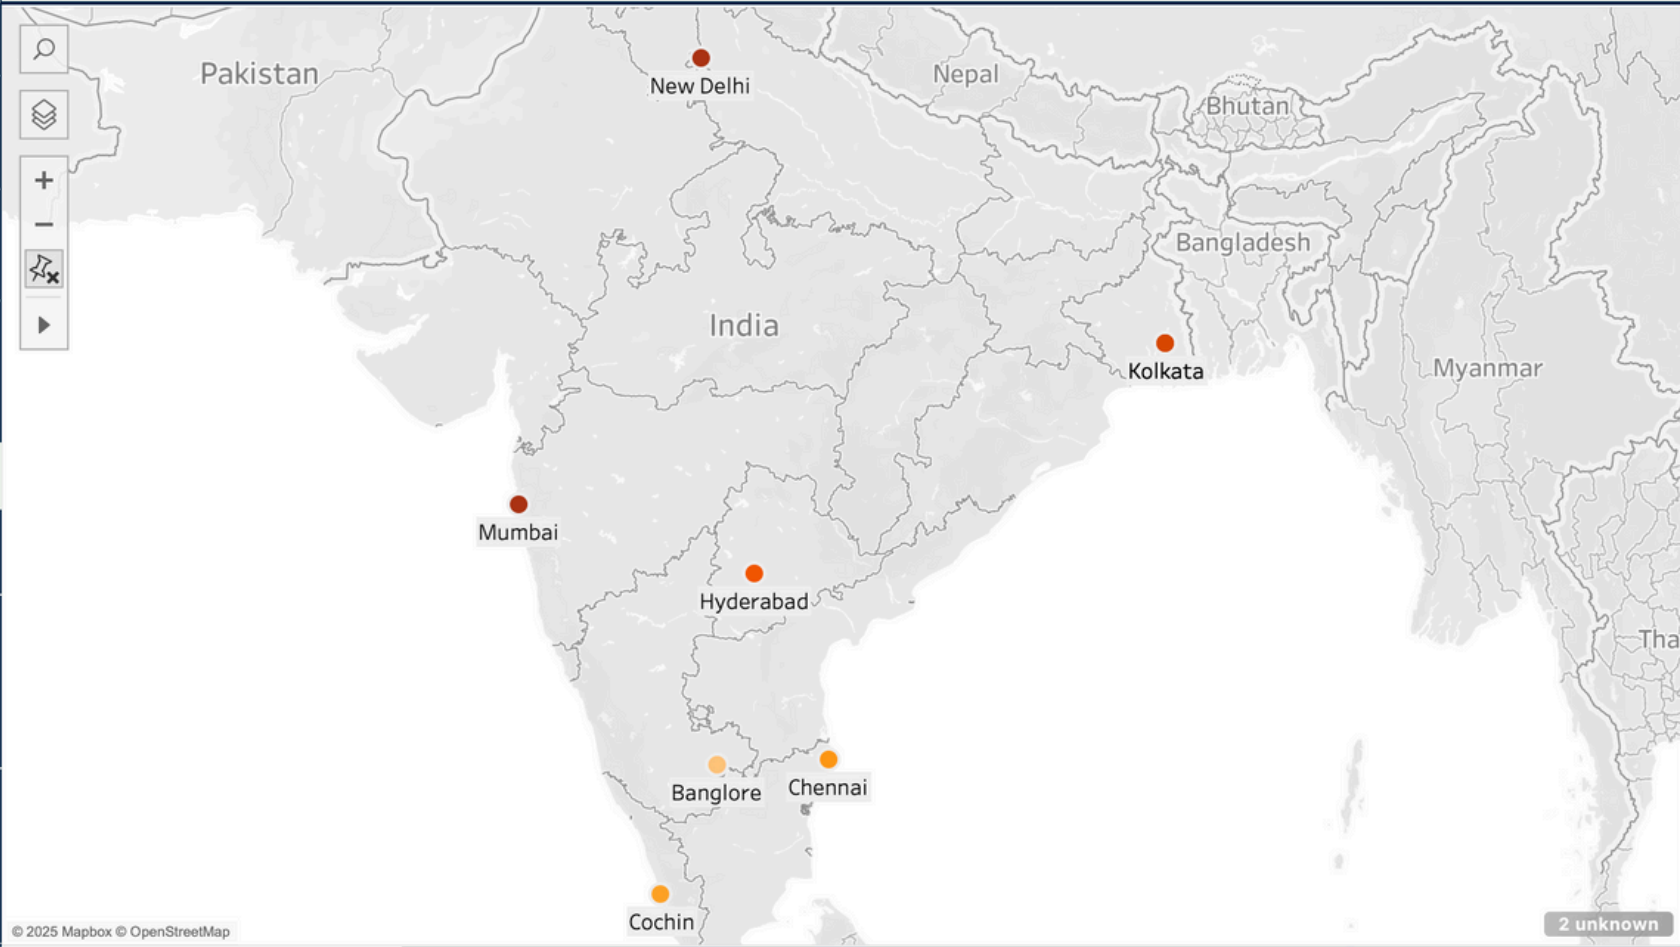 Pakistan
New Delhi
Nepal
Bhutan
Bangladesh
India
Kolkata
Myanmar
Mumbai
Hyderabad
Tha
Banglore
Chennai
Cochin
© 2025 Mapbox © OpenStreetMap
2 unknown